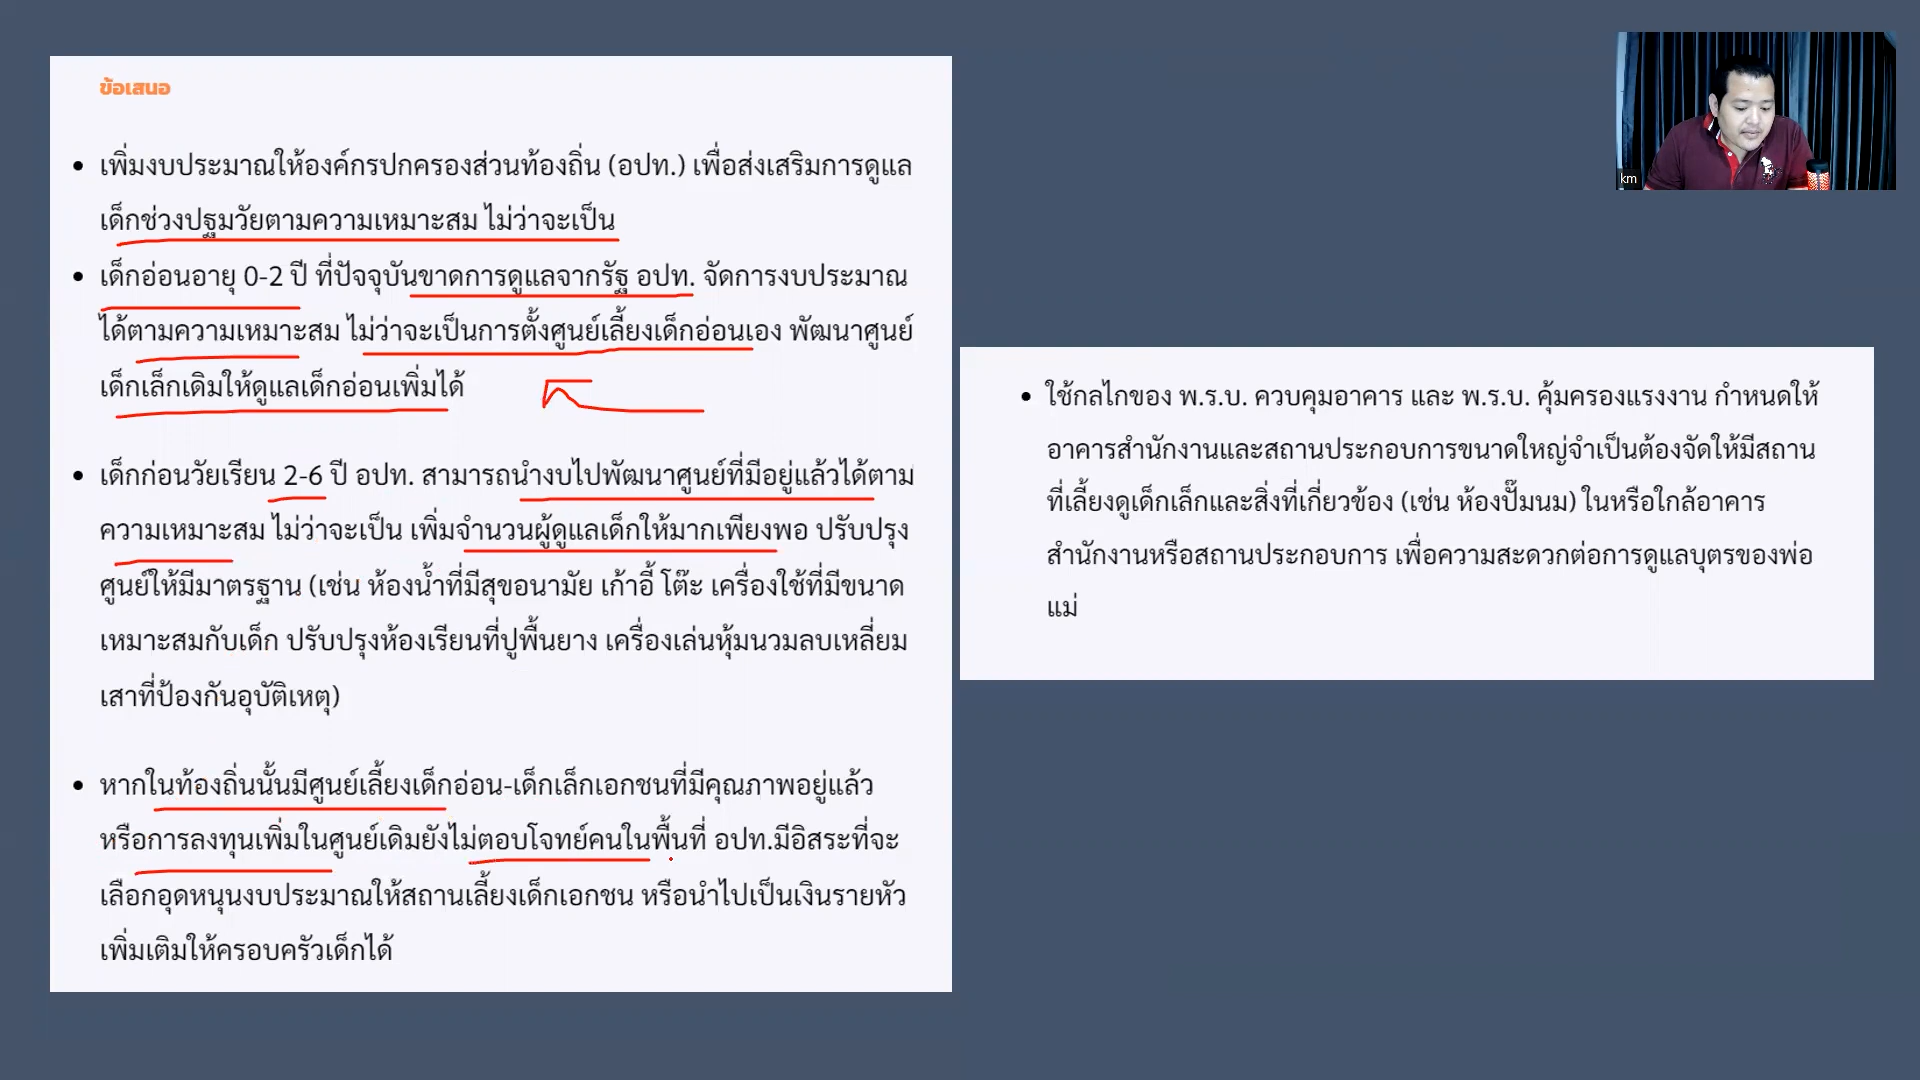 ข้อเสนอ
เพิ่มงบประมาณให้องค์กรปกครองส่วนท้องถิ่น (อปท.) เพื่อส่งเสริมการดูแล
เด็กช่วงปฐมวัยตามความเหมาะสม ไม่ว่าจะเป็น
เด็กอ่อนอายุ 0-2 ปี ที่ปัจจุบันขาดการดูแลจากรัฐ อปท. จัดการงบประมาณ
ได้ตามความเหมาะสม ไม่ว่าจะเป็นการตั้งศูนย์เลี้ยงเด็กอ่อนเอง พัฒนาศูนย์
เด็กเล็กเดิมให้ดูแลเด็กอ่อนเพิ่มได้
เด็กก่อนวัยเรียน 2-6 ปี อปท. สามารถนำงบไปพัฒนาศูนย์ที่มีอยู่แล้วได้ตาม
ความเหมาะสม ไม่ว่าจะเป็น เพิ่มจำนวนผู้ดูแลเด็กให้มากเพียงพอ ปรับปรุง
ศูนย์ให้มีมาตรฐาน (เช่น ห้องน้ำที่มีสุขอนามัย เก้าอี้ โต๊ะ เครื่องใช้ที่มีขนาด
เหมาะสมกับเด็ก ปรับปรุงห้องเรียนที่ปูพื้นยาง เครื่องเล่นหุ้มนวมลบเหลี่ยม
เสาที่ป้องกันอุบัติเหตุ)
หากในท้องถิ่นนั้นมีศูนย์เลี้ยงเด็กอ่อน-เด็กเล็กเอกชนที่มีคุณภาพอยู่แล้ว
หรือการลงทุนเพิ่มในศูนย์เดิมยังไม่ตอบโจทย์คนในพื้นที่ อปท.มีอิสระที่จะ
เลือกอุดหนุนงบประมาณให้สถานเลี้ยงเด็กเอกชน หรือนำไปเป็นเงินรายหัว
เพิ่มเติมให้ครอบครัวเด็กได้
ใช้กลไกของ พ.ร.บ. ควบคุมอาคาร และ พ.ร.บ. คุ้มครองแรงงาน กำหนดให้
อาคารสำนักงานและสถานประกอบการขนาดใหญ่จำเป็นต้องจัดให้มีสถาน
ที่เลี้ยงดูเด็กเล็กและสิ่งที่เกี่ยวข้อง (เช่น ห้องปั๊มนม) ในหรือใกล้อาคาร
สำนักงานหรือสถานประกอบการ เพื่อความสะดวกต่อการดูแลบุตรของพ่อ
แม่
km